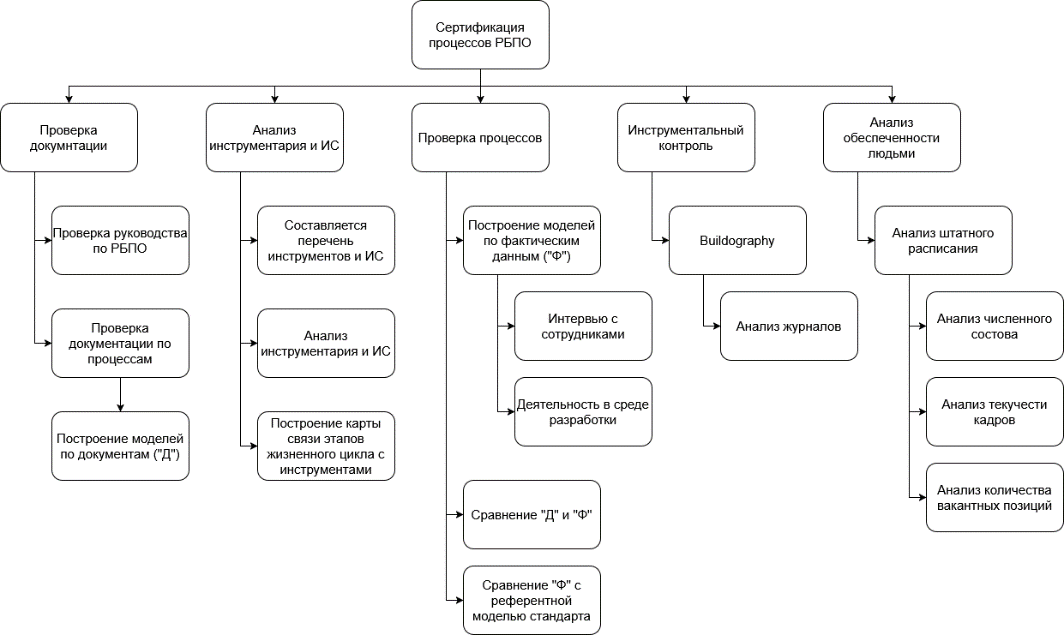 Сертификация
процессов РБПО
Проверка
докумнтации
Анализ
инструментария и ИС
Проверка процессов
Инструментальный
контроль
Анализ
обеспеченности
людьми
Проверка руководства
по РБПО
Составляется
перечень
инструментов и ИС
Построение моделей
по фактическим
данным ("Ф")
Buildography
Анализ штатного
расписания
Проверка
документации по
процессам
Анализ
инструментария и ИС
Интервью с
сотрудниками
Анализ журналов
Анализ численного
состова
Построение моделей
по документам ("Д")
Построение карты
связи этапов
жизненного цикла с
инструментами
Деятельность в среде
разработки
Анализ текучести
кадров
Сравнение "Д" и "Ф"
Анализ количества
вакантных позиций
Сравнение "Ф" с
референтной
моделью стандарта